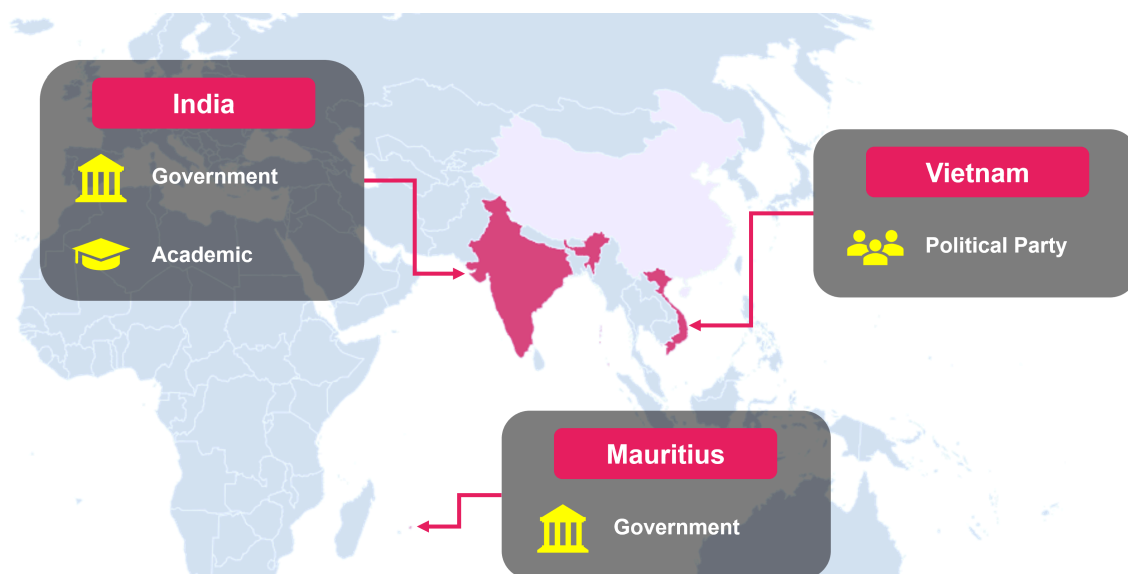 India
Government
Academic
Vietnam
Political Party
Mauritius
Government